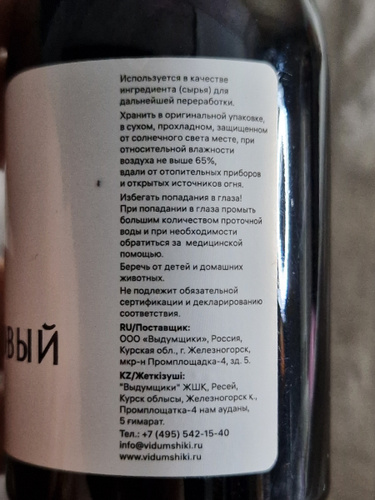 Используется в качестве
ингредиента (сырья) для
дальнейшей переработки.
Хранить в оригинальной упаковке,
в сухом, прохладном, защищенном
от солнечного света месте, при
относительной влажности
воздуха не выше 65%,
вдали от отопительных приборов
и открытых источников огня.
Избегать попадания в глаза!
При попадании в глаза промыть
большим количеством проточной
воды и при необходимости
обратиться за медицинской
помощью.
Беречь от детей и домашних
животных.
Не подлежит обязательной
сертификации и декларированию
соответствия.
RU/Поставщик:
ООО «Выдумщики», Россия,
Курская обл., г. Железногорск,
мкр-н Промплощадка-4, зд. 5.
KZ/Жеткізуші:
"Выдумщики" ЖШК, Ресей,
Курск облысы, Железногорск к.,
Промплощатка-4 нам ауданы,
5 ғимарат.
Тел.: +7 (495) 542-15-40
info@vidumshiki.ru
www.vidumshiki.ru
ОВЫЙ